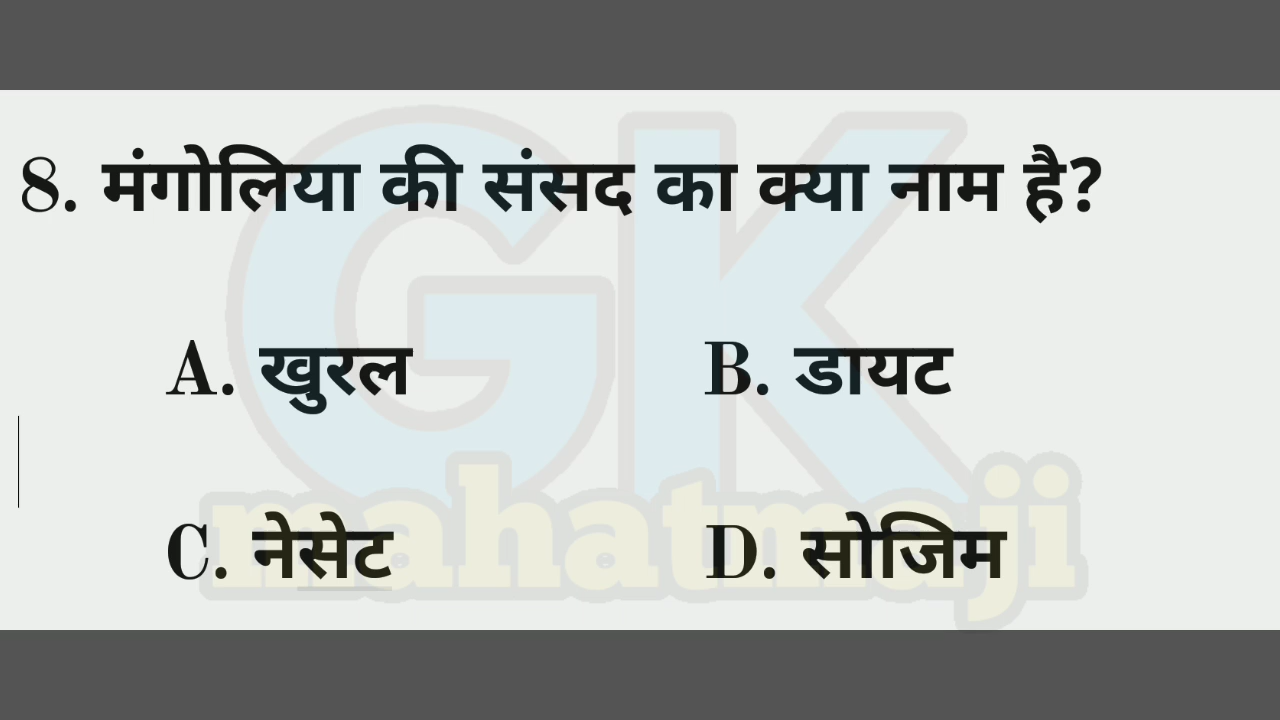 8. मंगोलिया की संसद का क्या नाम है?
A. खुरल B. डायट
C. नेसेट D. सोजिम
GK
mahatmaji